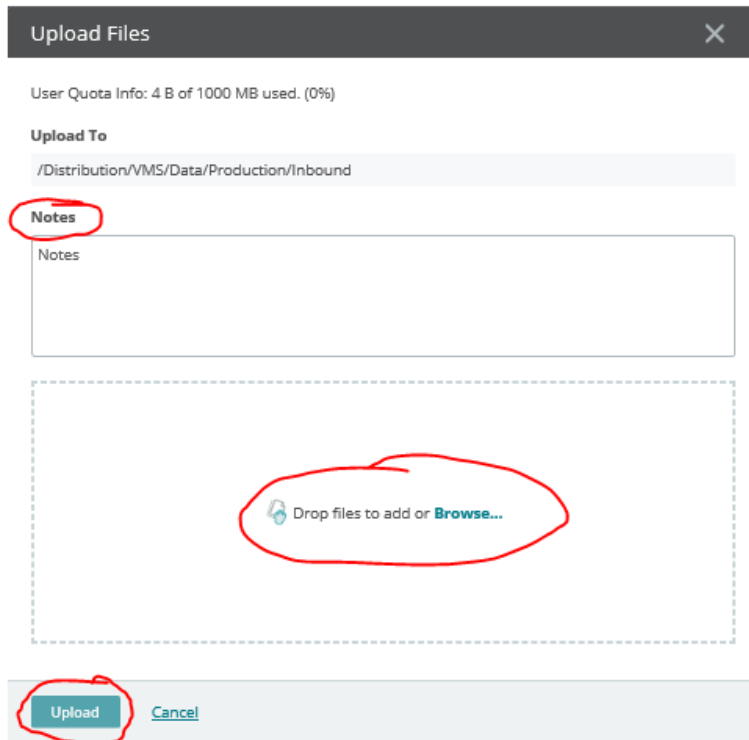 Upload Files
User Quota Info: 4 B of 1000 MB used. (0%)
Upload To
/Distribution/VMS/Data/Production/Inbound
Notes
Notes
Drop files to add or Browse...
Upload Cancel